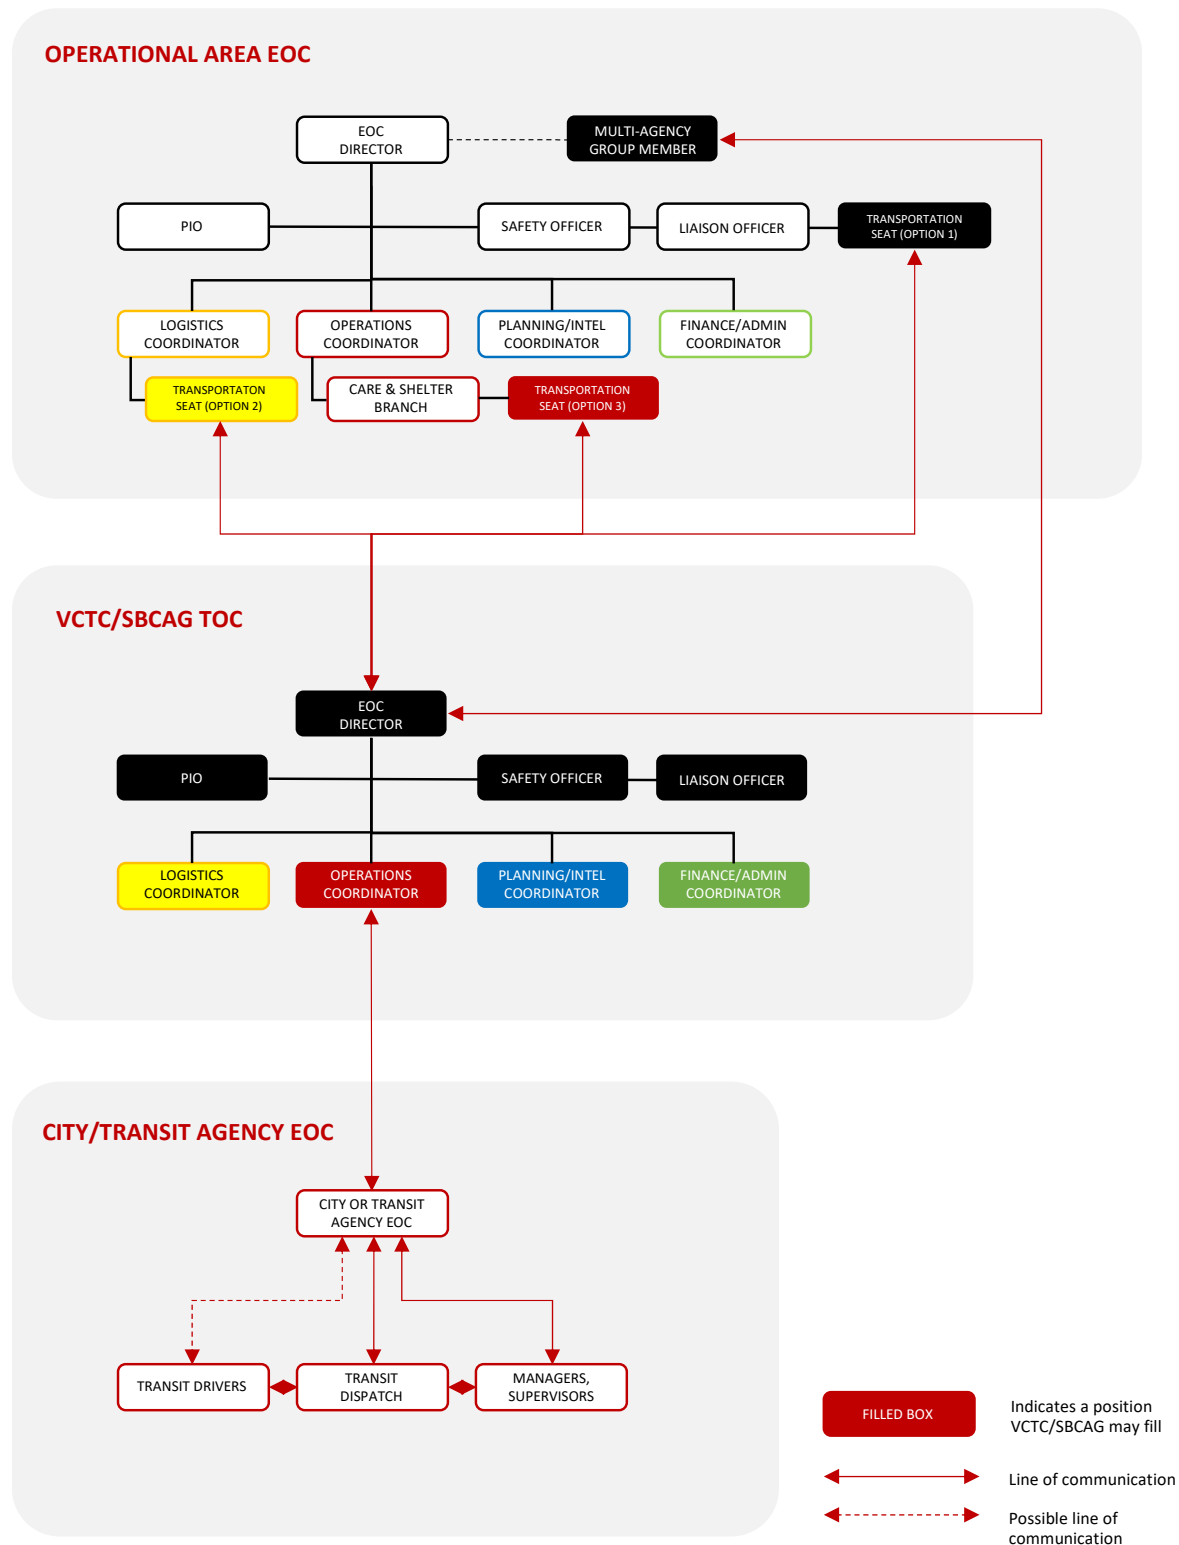 OPERATIONAL AREA EOC
EOC
DIRECTOR
MULTI-AGENCY
GROUP MEMBER
PIO
SAFETY OFFICER
LIAISON OFFICER
TRANSPORTATION
SEAT (OPTION 1)
LOGISTICS
COORDINATOR
OPERATIONS
COORDINATOR
PLANNING/INTEL
COORDINATOR
FINANCE/ADMIN
COORDINATOR
TRANSPORTATON
SEAT (OPTION 2)
CARE & SHELTER
BRANCH
TRANSPORTATION
SEAT (OPTION 3)
VCTC/SBCAG TOC
EOC
DIRECTOR
PIO
SAFETY OFFICER
LIAISON OFFICER
LOGISTICS
COORDINATOR
OPERATIONS
COORDINATOR
PLANNING/INTEL
COORDINATOR
FINANCE/ADMIN
COORDINATOR
CITY/TRANSIT AGENCY EOC
CITY OR TRANSIT
AGENCY EOC
TRANSIT DRIVERS
TRANSIT
DISPATCH
MANAGERS,
SUPERVISORS
FILLED BOX
Indicates a position
VCTC/SBCAG may fill
Line of communication
Possible line of
communication